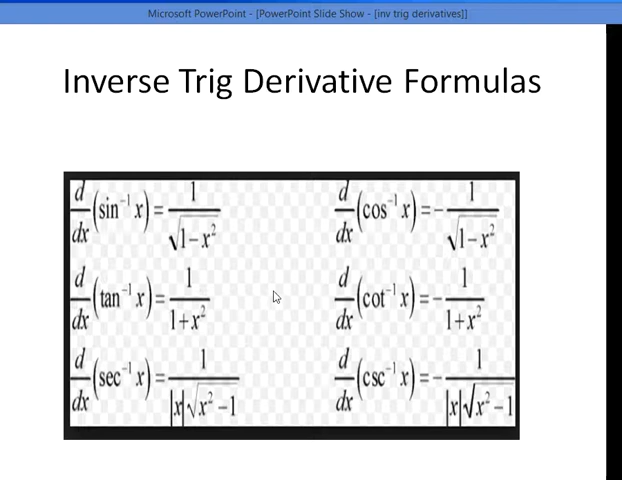 Microsoft PowerPoint - [PowerPoint Slide Show - [inv trig derivatives]]
Inverse Trig Derivative Formulas
d/dx (sin⁻¹ x) = 1/√(1−x²)
d/dx (cos⁻¹ x) = −1/√(1−x²)
d/dx (tan⁻¹ x) = 1/(1+x²)
d/dx (cot⁻¹ x) = −1/(1+x²)
d/dx (sec⁻¹ x) = 1/(|x|√(x²−1))
d/dx (csc⁻¹ x) = −1/(|x|√(x²−1))